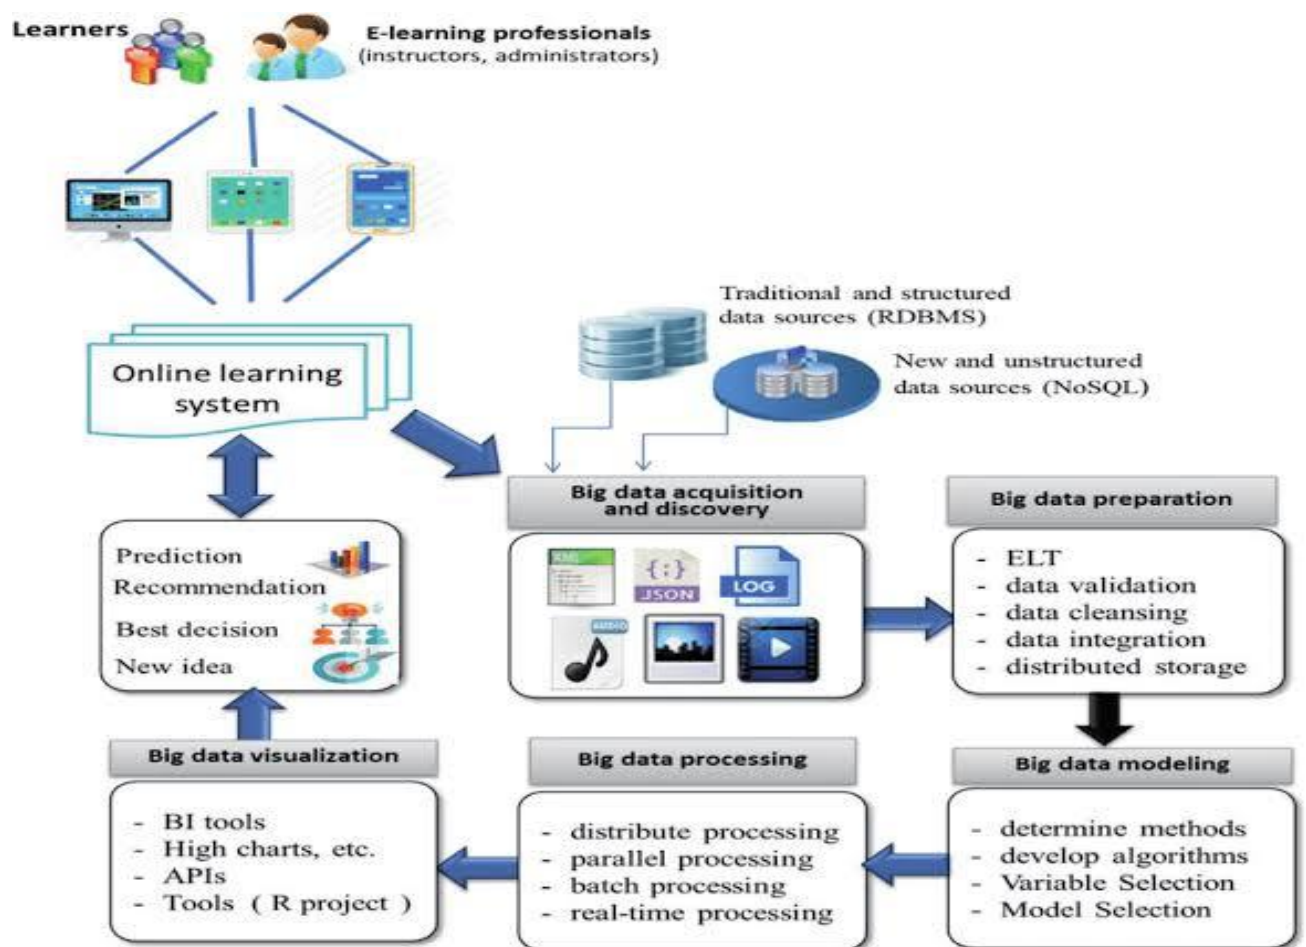 Learners
E-learning professionals
(instructors, administrators)
Online learning
system
Traditional and structured
data sources (RDBMS)
New and unstructured
data sources (NoSQL)
Big data acquisition
and discovery
XML
{;}
JSON
LOG
AUDIO
Big data preparation
- ELT
- data validation
- data cleansing
- data integration
- distributed storage
Prediction
Recommendation
Best decision
New idea
Big data visualization
- BI tools
- High charts, etc.
- APIs
- Tools ( R project )
Big data processing
- distribute processing
- parallel processing
- batch processing
- real-time processing
Big data modeling
- determine methods
- develop algorithms
- Variable Selection
- Model Selection